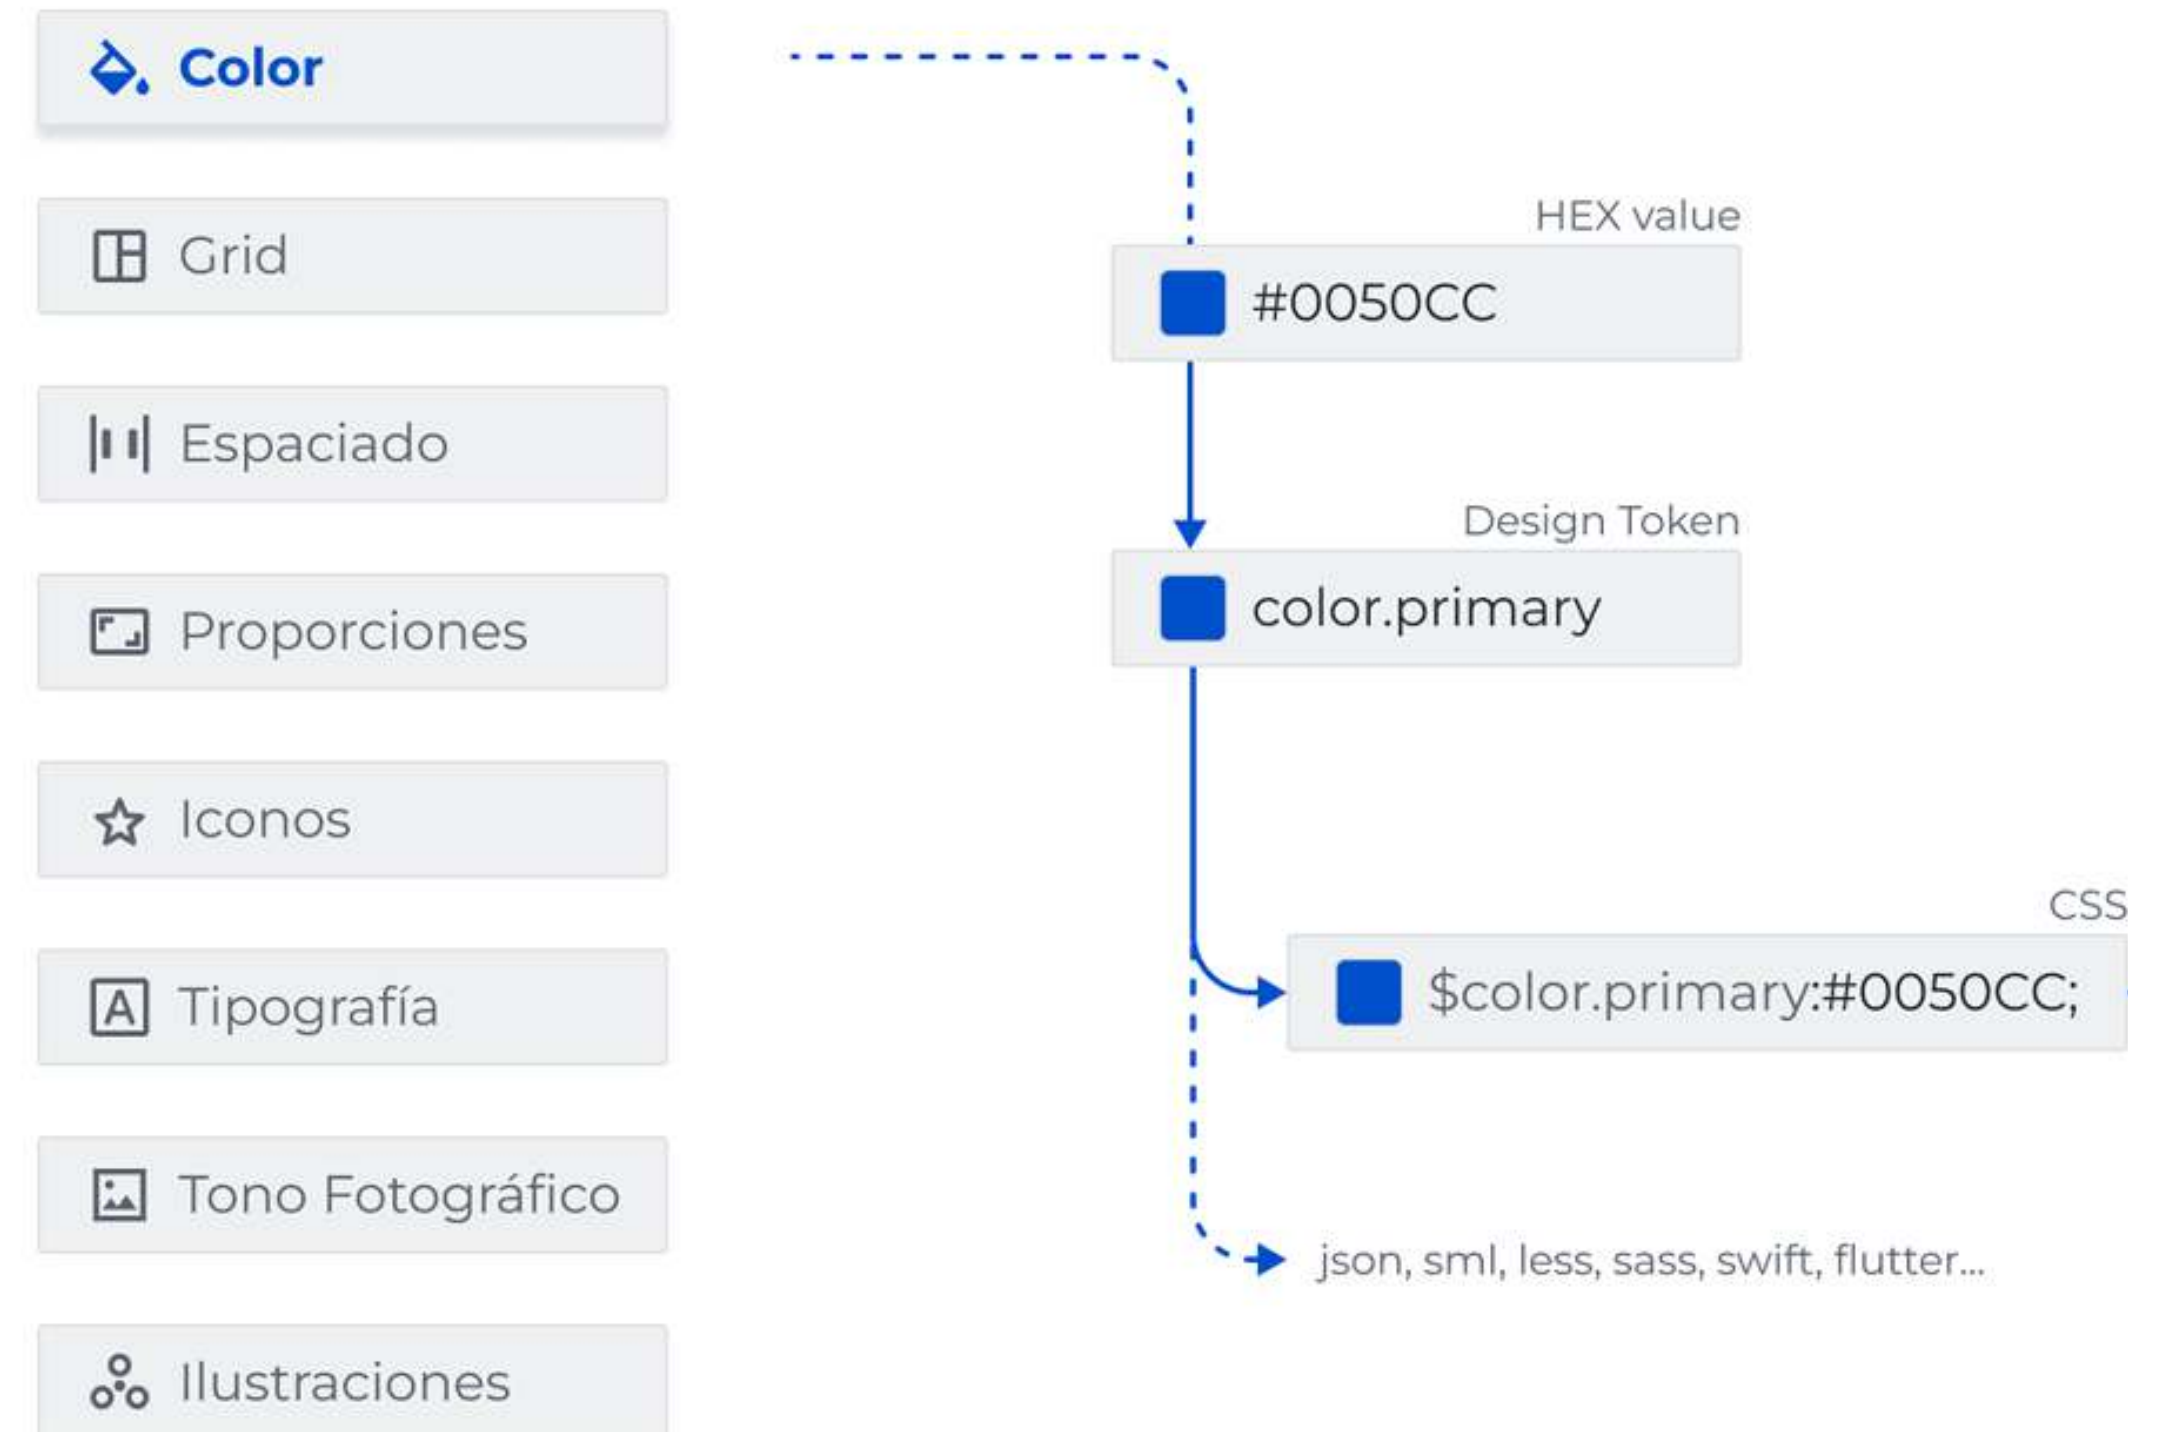 Color
Grid
Espaciado
Proporciones
Iconos
Tipografía
Tono Fotográfico
Ilustraciones
HEX value
#0050CC
Design Token
color.primary
CSS
$color.primary:#0050CC;
json, sml, less, sass, swift, flutter...